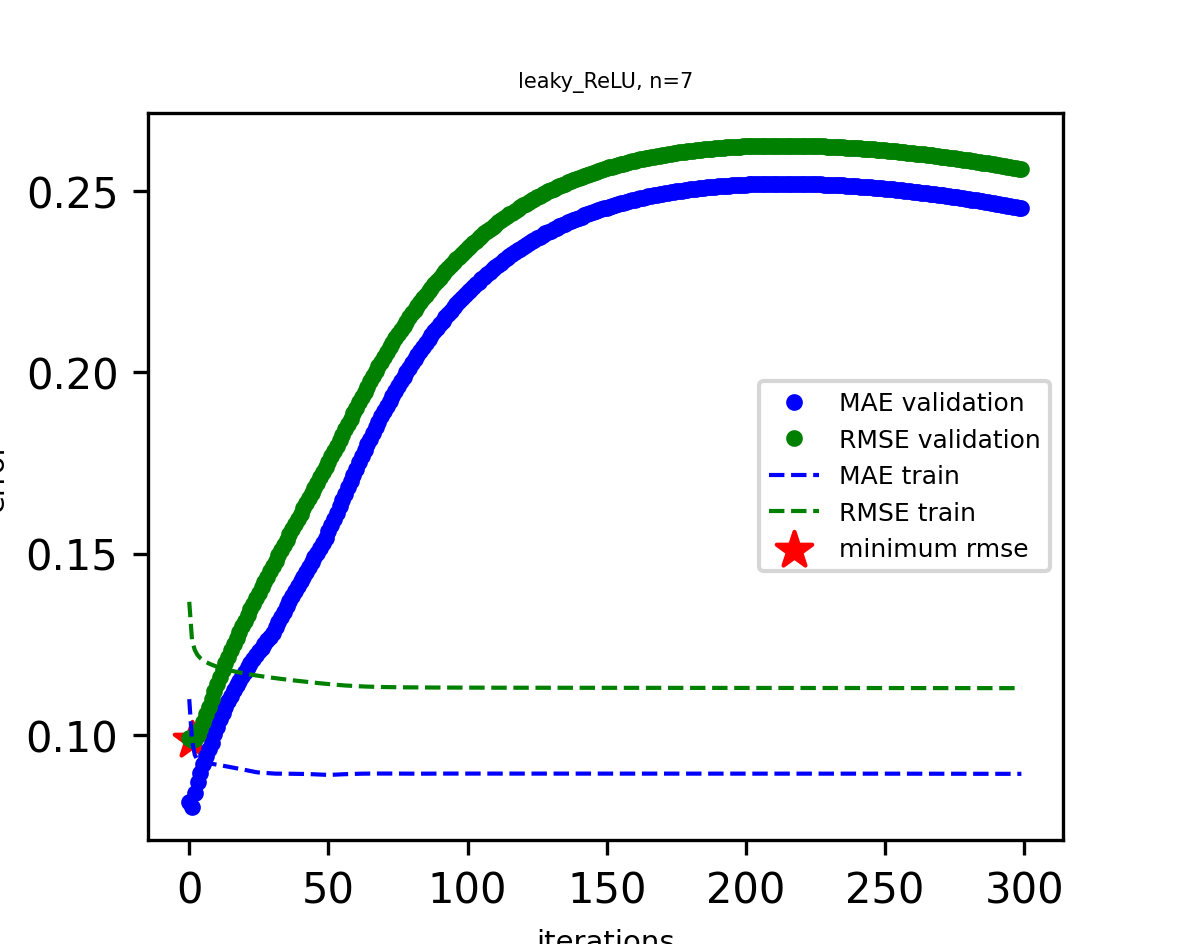 leaky_ReLU, n=7
0.25
0.20
0.15
0.10
MAE validation
RMSE validation
MAE train
RMSE train
minimum rmse
0 50 100 150 200 250 300
iterations